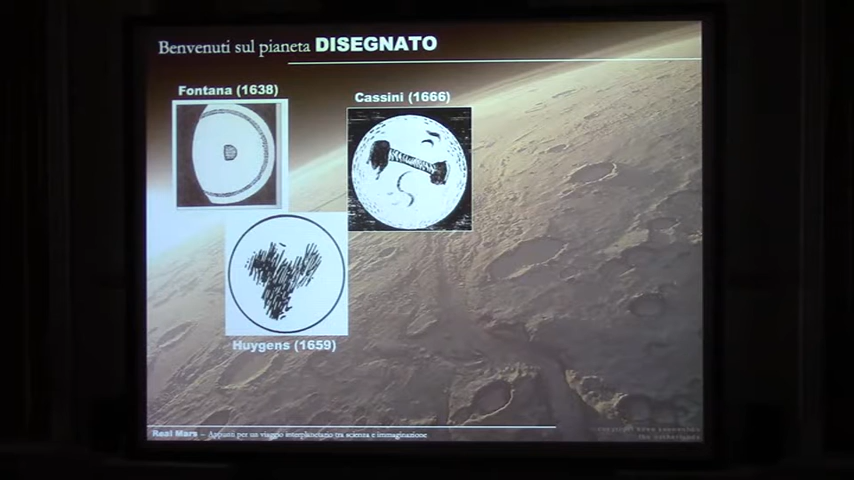 Benvenuti sul pianeta DISEGNATO
Fontana (1638)
Cassini (1666)
Huygens (1659)
Real Mars – Appunti per un viaggio interplanetario tra scienza e immaginazione